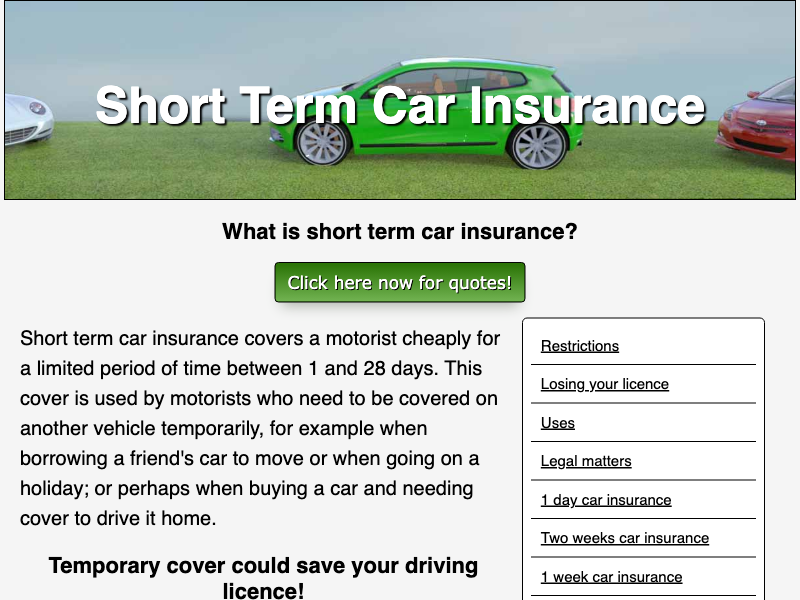 Short Term Car Insurance
What is short term car insurance?
Click here now for quotes!
Short term car insurance covers a motorist cheaply for
a limited period of time between 1 and 28 days. This
cover is used by motorists who need to be covered on
another vehicle temporarily, for example when
borrowing a friend's car to move or when going on a
holiday; or perhaps when buying a car and needing
cover to drive it home.
Temporary cover could save your driving
licence!
Restrictions
Losing your licence
Uses
Legal matters
1 day car insurance
Two weeks car insurance
1 week car insurance